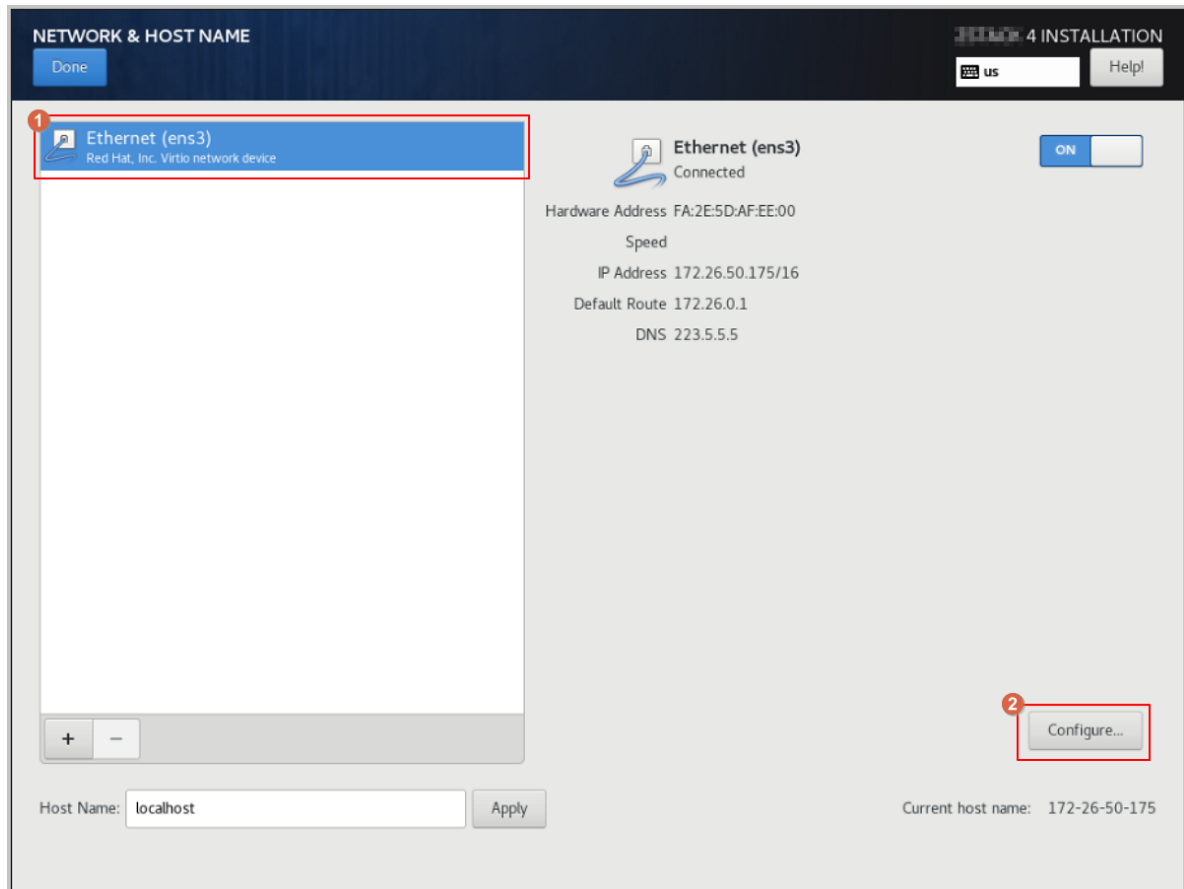 NETWORK & HOST NAME
4 INSTALLATION
Done
us
Help!
1
Ethernet (ens3)
Red Hat, Inc. Virtio network device
Ethernet (ens3)
Connected
ON
Hardware Address FA:2E:5D:AF:EE:00
Speed
IP Address 172.26.50.175/16
Default Route 172.26.0.1
DNS 223.5.5.5
2
Configure...
+ −
Host Name: localhost Apply
Current host name: 172-26-50-175